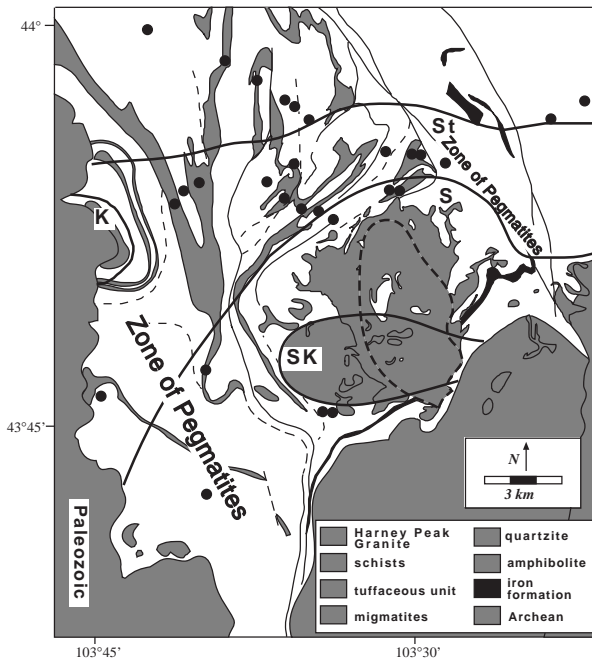 44°
St
Zone of Pegmatites
S
K
SK
Zone of Pegmatites
43°45'
N
3 km
Paleozoic
Harney Peak
Granite
schists
tuffaceous unit
migmatites
quartzite
amphibolite
iron
formation
Archean
103°45'
103°30'